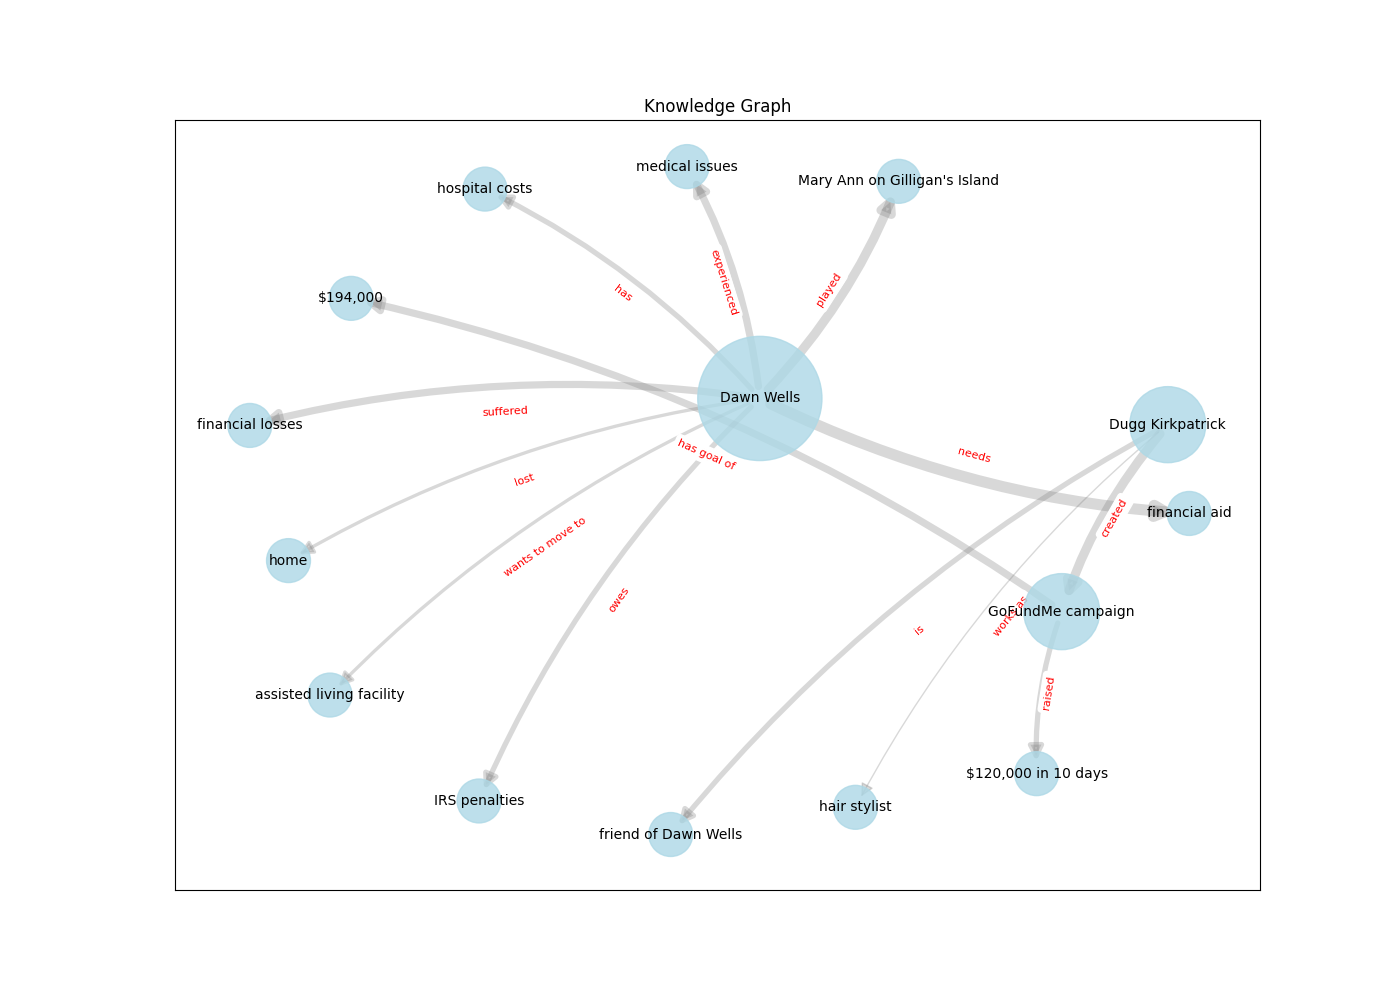 Knowledge Graph
medical issues
Mary Ann on Gilligan's Island
hospital costs
experienced
played
has
$194,000
Dawn Wells
suffered
financial losses
Dugg Kirkpatrick
has goal of
needs
lost
created
financial aid
wants to move to
home
owes
is
works as
GoFundMe campaign
raised
assisted living facility
$120,000 in 10 days
IRS penalties
hair stylist
friend of Dawn Wells